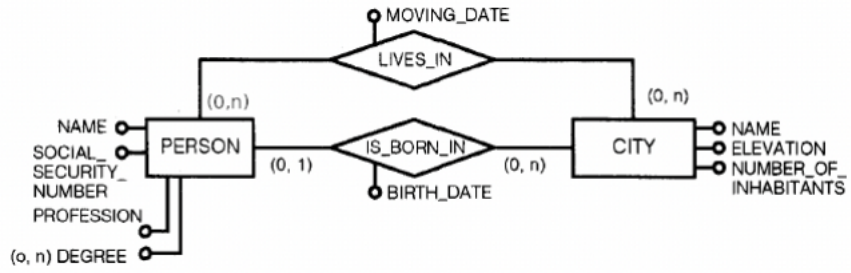 MOVING_DATE
LIVES_IN
(0,n)
(0, n)
NAME
PERSON
IS_BORN_IN
CITY
NAME
SOCIAL_
SECURITY_
NUMBER
(0, 1)
(0, n)
ELEVATION
NUMBER_OF_
INHABITANTS
BIRTH_DATE
PROFESSION
(o, n) DEGREE